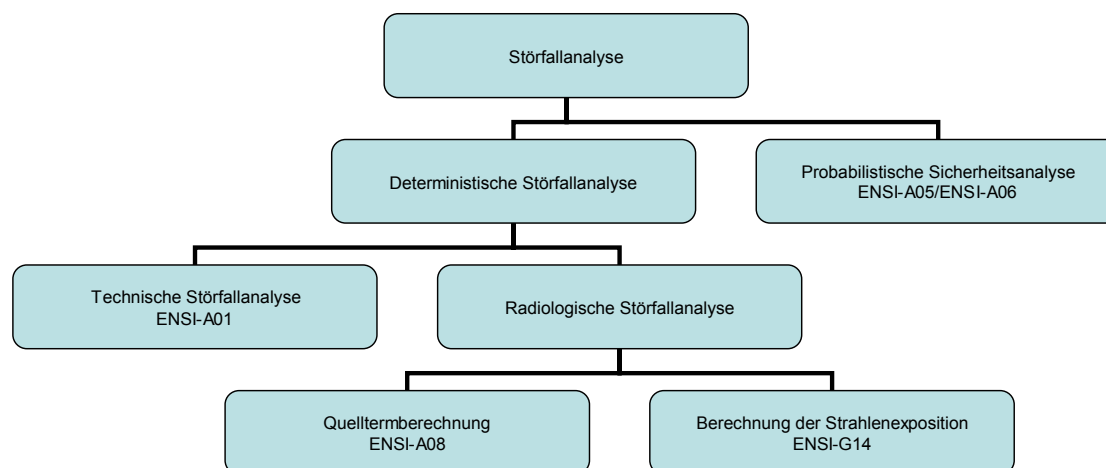 Störfallanalyse
Deterministische Störfallanalyse
Probabilistische Sicherheitsanalyse
ENSI-A05/ENSI-A06
Technische Störfallanalyse
ENSI-A01
Radiologische Störfallanalyse
Quelltermberechnung
ENSI-A08
Berechnung der Strahlenexposition
ENSI-G14